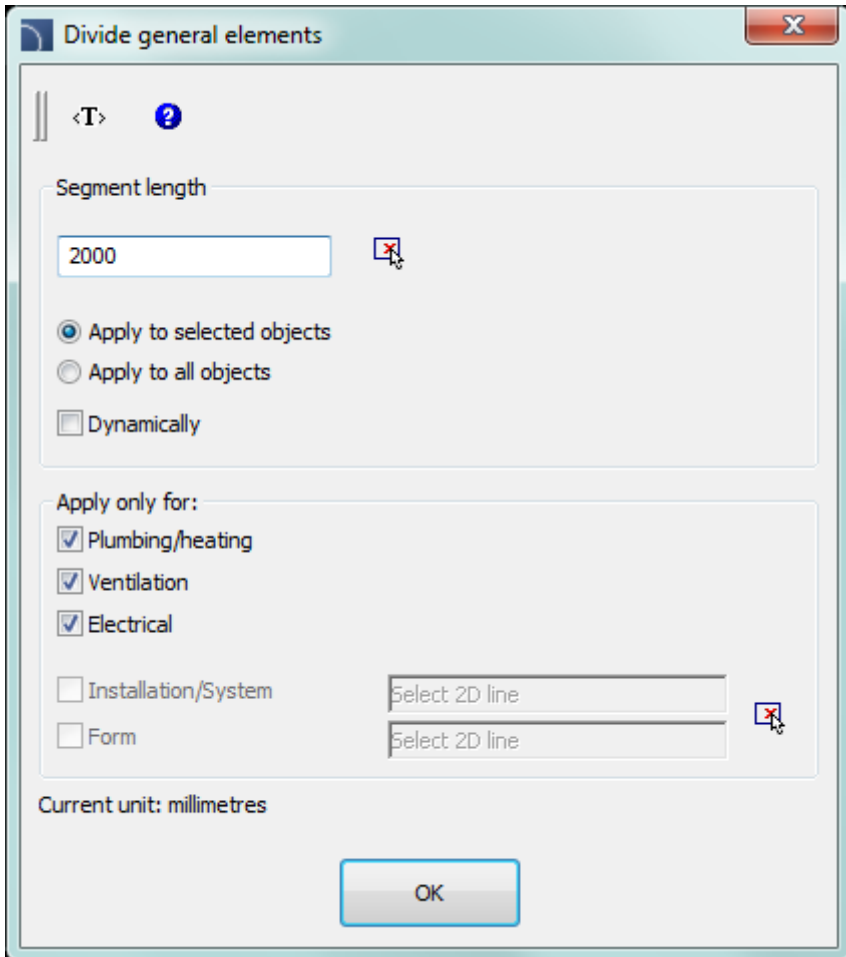 Divide general elements
<T>
Segment length
2000
Apply to selected objects
Apply to all objects
Dynamically
Apply only for:
Plumbing/heating
Ventilation
Electrical
Installation/System Select 2D line
Form Select 2D line
Current unit: millimetres
OK